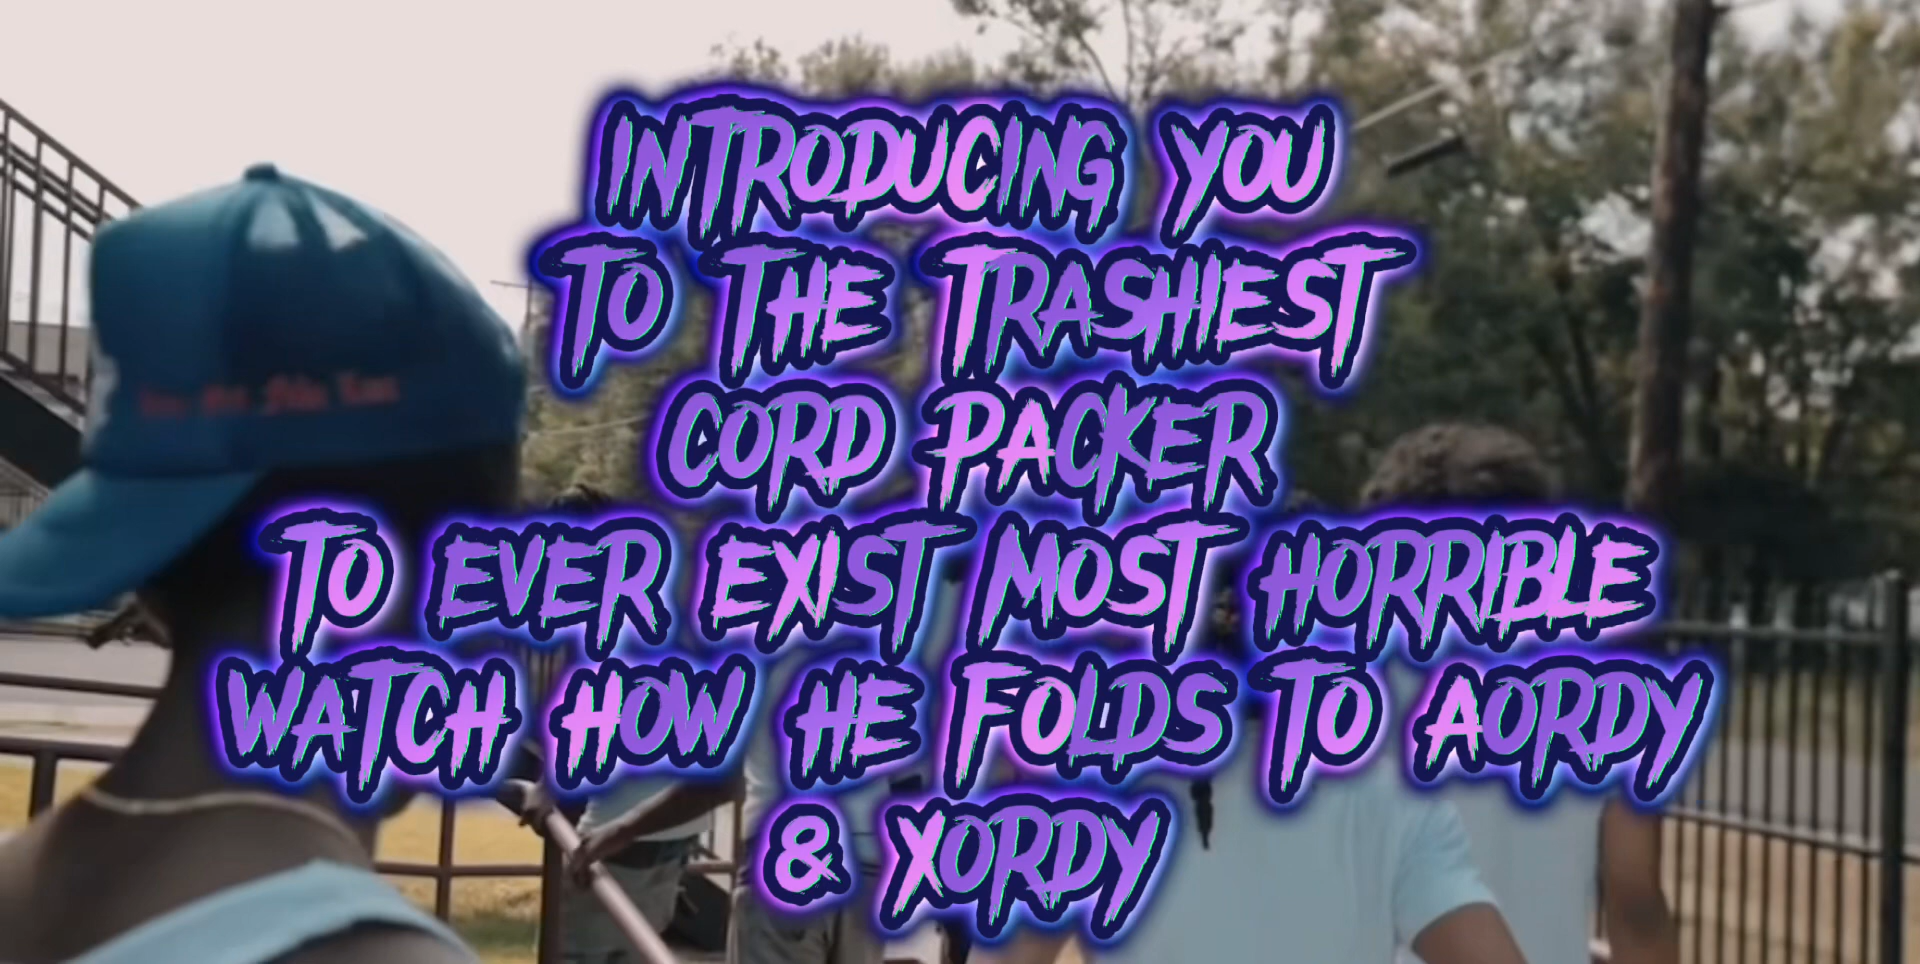 INTRODUCING YOU
TO THE TRASHIEST
CORD PACKER
TO EVER EXIST MOST HORRIBLE
WATCH HOW HE FOLDS TO AORDY
& XORDY